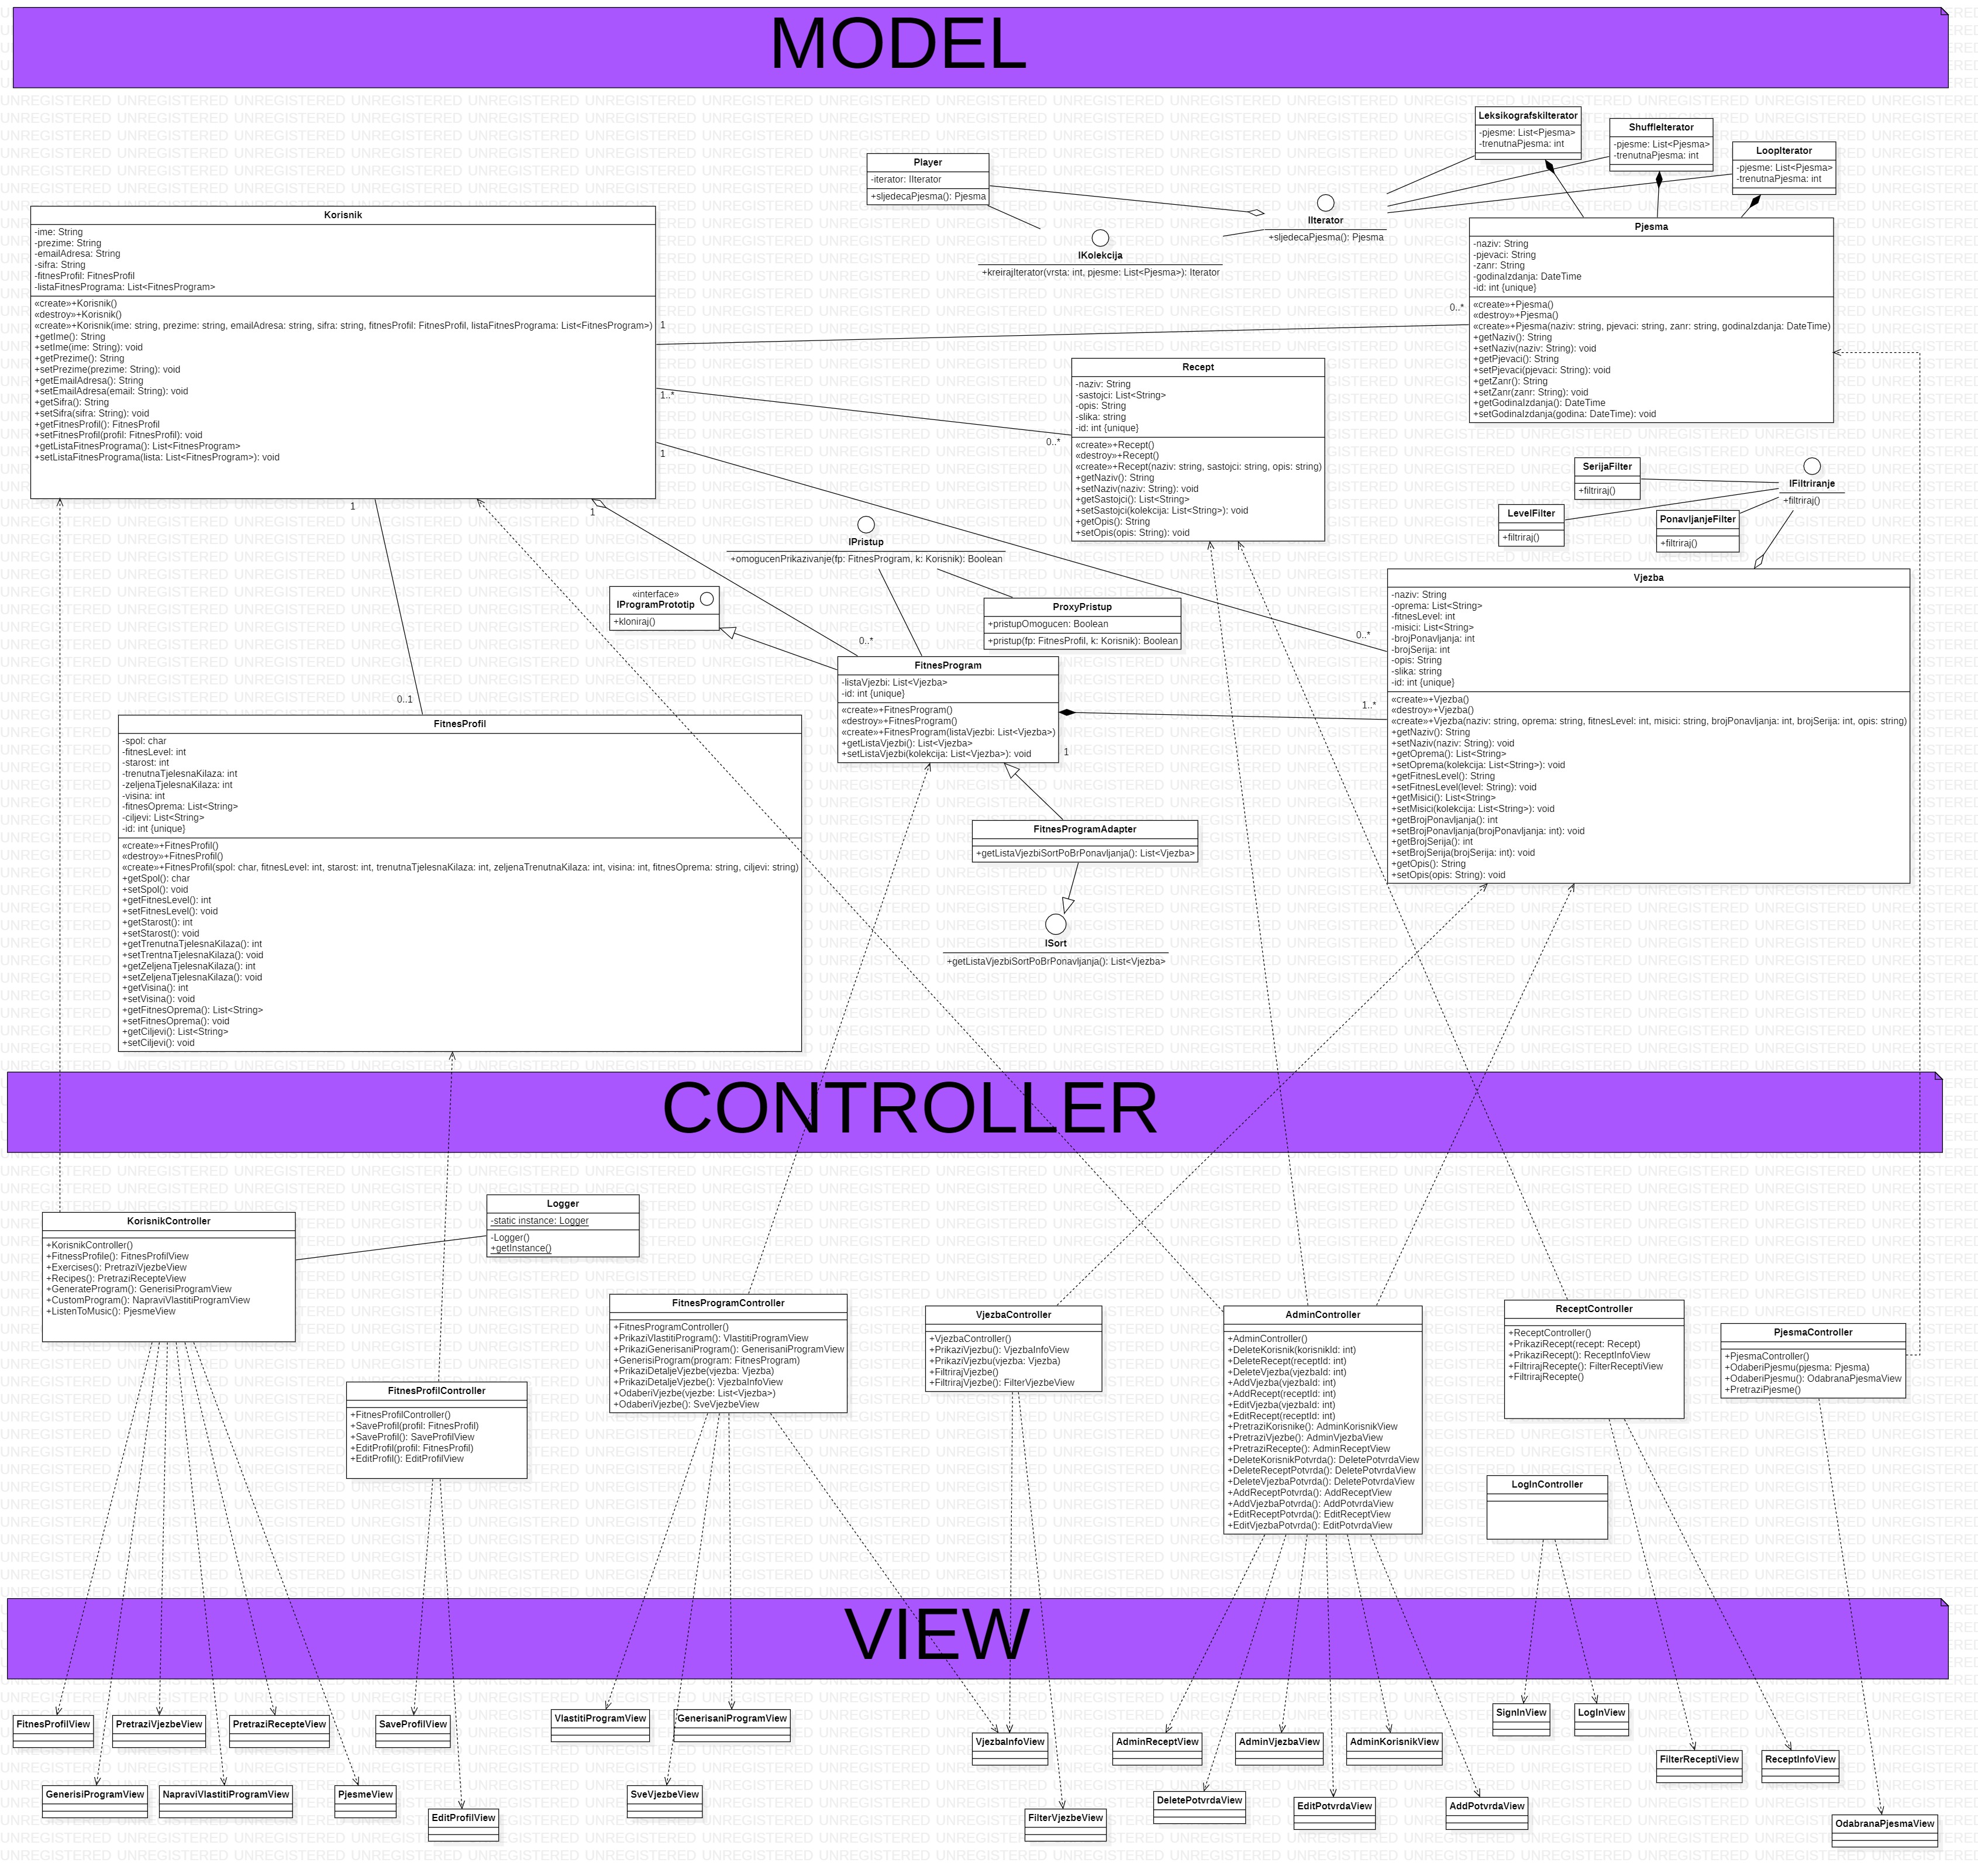 MODEL
LeksikografskiIterator
-pjesme: List<Pjesma>
-trenutnaPjesma: int
ShuffleIterator
-pjesme: List<Pjesma>
-trenutnaPjesma: int
LoopIterator
-pjesme: List<Pjesma>
-trenutnaPjesma: int
Player
-iterator: IIterator
+sljedecaPjesma(): Pjesma
IIterator
+sljedecaPjesma(): Pjesma
IKolekcija
+kreirajIterator(vrsta: int, pjesme: List<Pjesma>): Iterator
Korisnik
-ime: String
-prezime: String
-emailAdresa: String
-sifra: String
-fitnesProfil: FitnesProfil
-listaFitnesPrograma: List<FitnesProgram>
«create»+Korisnik()
«destroy»+Korisnik()
«create»+Korisnik(ime: string, prezime: string, emailAdresa: string, sifra: string, fitnesProfil: FitnesProfil, listaFitnesPrograma: List<FitnesProgram>)
+getIme(): String
+setIme(ime: String): void
+getPrezime(): String
+setPrezime(prezime: String): void
+getEmailAdresa(): String
+setEmailAdresa(email: String): void
+getSifra(): String
+setSifra(sifra: String): void
+getFitnesProfil(): FitnesProfil
+setFitnesProfil(profil: FitnesProfil): void
+getListaFitnesPrograma(): List<FitnesProgram>
+setListaFitnesPrograma(lista: List<FitnesProgram>): void
Pjesma
-naziv: String
-pjevaci: String
-zanr: String
-godinaIzdanja: DateTime
-id: int {unique}
«create»+Pjesma()
«destroy»+Pjesma()
«create»+Pjesma(naziv: string, pjevaci: string, zanr: string, godinaIzdanja: DateTime)
+getNaziv(): String
+setNaziv(naziv: String): void
+getPjevaci(): String
+setPjevaci(pjevaci: String): void
+getZanr(): String
+setZanr(zanr: String): void
+getGodinaIzdanja(): DateTime
+setGodinaIzdanja(godina: DateTime): void
1
0..*
1..*
0..*
1
0..*
1
0..1
1
0..*
1..*
1
Recept
-naziv: String
-sastojci: List<String>
-opis: String
-slika: string
-id: int {unique}
«create»+Recept()
«destroy»+Recept()
«create»+Recept(naziv: string, sastojci: string, opis: string)
+getNaziv(): String
+setNaziv(naziv: String): void
+getSastojci(): List<String>
+setSastojci(kolekcija: List<String>): void
+getOpis(): String
+setOpis(opis: String): void
SerijaFilter
+filtriraj()
IFiltriranje
+filtriraj()
LevelFilter
+filtriraj()
PonavljanjeFilter
+filtriraj()
IPristup
+omogucenPrikazivanje(fp: FitnesProgram, k: Korisnik): Boolean
«interface»
IProgramPrototip
+kloniraj()
ProxyPristup
+pristupOmogucen: Boolean
+pristup(fp: FitnesProfil, k: Korisnik): Boolean
Vjezba
-naziv: String
-oprema: List<String>
-fitnesLevel: int
-misici: List<String>
-brojPonavljanja: int
-brojSerija: int
-opis: String
-slika: string
-id: int {unique}
«create»+Vjezba()
«destroy»+Vjezba()
«create»+Vjezba(naziv: string, oprema: string, fitnesLevel: int, misici: string, brojPonavljanja: int, brojSerija: int, opis: string)
+getNaziv(): String
+setNaziv(naziv: String): void
+getOprema(): List<String>
+setOprema(kolekcija: List<String>): void
+getFitnesLevel(): String
+setFitnesLevel(level: String): void
+getMisici(): List<String>
+setMisici(kolekcija: List<String>): void
+getBrojPonavljanja(): int
+setBrojPonavljanja(brojPonavljanja: int): void
+getBrojSerija(): int
+setBrojSerija(brojSerija: int): void
+getOpis(): String
+setOpis(opis: String): void
FitnesProgram
-listaVjezbi: List<Vjezba>
-id: int {unique}
«create»+FitnesProgram()
«destroy»+FitnesProgram()
«create»+FitnesProgram(listaVjezbi: List<Vjezba>)
+getListaVjezbi(): List<Vjezba>
+setListaVjezbi(kolekcija: List<Vjezba>): void
FitnesProfil
-spol: char
-fitnesLevel: int
-starost: int
-trenutnaTjelesnaKilaza: int
-zeljenaTjelesnaKilaza: int
-visina: int
-fitnesOprema: List<String>
-ciljevi: List<String>
-id: int {unique}
«create»+FitnesProfil()
«destroy»+FitnesProfil()
«create»+FitnesProfil(spol: char, fitnesLevel: int, starost: int, trenutnaTjelesnaKilaza: int, zeljenaTrenutnaKilaza: int, visina: int, fitnesOprema: string, ciljevi: string)
+getSpol(): char
+setSpol(): void
+getFitnesLevel(): int
+setFitnesLevel(): void
+getStarost(): int
+setStarost(): void
+getTrenutnaTjelesnaKilaza(): int
+setTrentnaTjelesnaKilaza(): void
+getZeljenaTjelesnaKilaza(): int
+setZeljenaTjelesnaKilaza(): void
+getVisina(): int
+setVisina(): void
+getFitnesOprema(): List<String>
+setFitnesOprema(): void
+getCiljevi(): List<String>
+setCiljevi(): void
FitnesProgramAdapter
+getListaVjezbiSortPoBrPonavljanja(): List<Vjezba>
ISort
+getListaVjezbiSortPoBrPonavljanja(): List<Vjezba>
CONTROLLER
KorisnikController
+KorisnikController()
+FitnessProfile(): FitnesProfilView
+Exercises(): PretraziVjezbeView
+Recipes(): PretraziRecepteView
+GenerateProgram(): GenerisiProgramView
+CustomProgram(): NapraviVlastitiProgramView
+ListenToMusic(): PjesmeView
Logger
-static instance: Logger
-Logger()
+getInstance()
FitnesProfilController
+FitnesProfilController()
+SaveProfil(profil: FitnesProfil)
+SaveProfil(): SaveProfilView
+EditProfil(profil: FitnesProfil)
+EditProfil(): EditProfilView
FitnesProgramController
+FitnesProgramController()
+PrikaziVlastitiProgram(): VlastitiProgramView
+PrikaziGenerisaniProgram(): GenerisaniProgramView
+GenerisiProgram(program: FitnesProgram)
+PrikaziDetaljeVjezbe(vjezba: Vjezba)
+PrikaziDetaljeVjezbe(): VjezbaInfoView
+OdaberiVjezbe(vjezbe: List<Vjezba>)
+OdaberiVjezbe(): SveVjezbeView
VjezbaController
+VjezbaController()
+PrikaziVjezbu(): VjezbaInfoView
+PrikaziVjezbu(vjezba: Vjezba)
+FiltrirajVjezbe()
+FiltrirajVjezbe(): FilterVjezbeView
AdminController
+AdminController()
+DeleteKorisnik(korisnikId: int)
+DeleteRecept(receptId: int)
+DeleteVjezba(vjezbaId: int)
+AddVjezba(vjezbaId: int)
+AddRecept(receptId: int)
+EditVjezba(vjezbaId: int)
+EditRecept(receptId: int)
+PretraziKorisnike(): AdminKorisnikView
+PretraziVjezbe(): AdminVjezbaView
+PretraziRecepte(): AdminReceptView
+DeleteKorisnikPotvrda(): DeletePotvrdaView
+DeleteReceptPotvrda(): DeletePotvrdaView
+DeleteVjezbaPotvrda(): DeletePotvrdaView
+AddReceptPotvrda(): AddReceptView
+AddVjezbaPotvrda(): AddPotvrdaView
+EditReceptPotvrda(): EditReceptView
+EditVjezbaPotvrda(): EditPotvrdaView
ReceptController
+ReceptController()
+PrikaziRecept(recept: Recept)
+PrikaziRecept(): ReceptInfoView
+FiltrirajRecepte(): FilterReceptiView
+FiltrirajRecepte()
PjesmaController
+PjesmaController()
+OdaberiPjesmu(pjesma: Pjesma)
+OdaberiPjesmu(): OdabranaPjesmaView
+PretraziPjesme()
LogInController
VIEW
FitnesProfilView
PretraziVjezbeView
PretraziRecepteView
SaveProfilView
VlastitiProgramView
GenerisaniProgramView
VjezbaInfoView
AdminReceptView
AdminVjezbaView
AdminKorisnikView
SignInView
LogInView
FilterReceptiView
ReceptInfoView
GenerisiProgramView
NapraviVlastitiProgramView
PjesmeView
EditProfilView
SveVjezbeView
FilterVjezbeView
DeletePotvrdaView
EditPotvrdaView
AddPotvrdaView
OdabranaPjesmaView